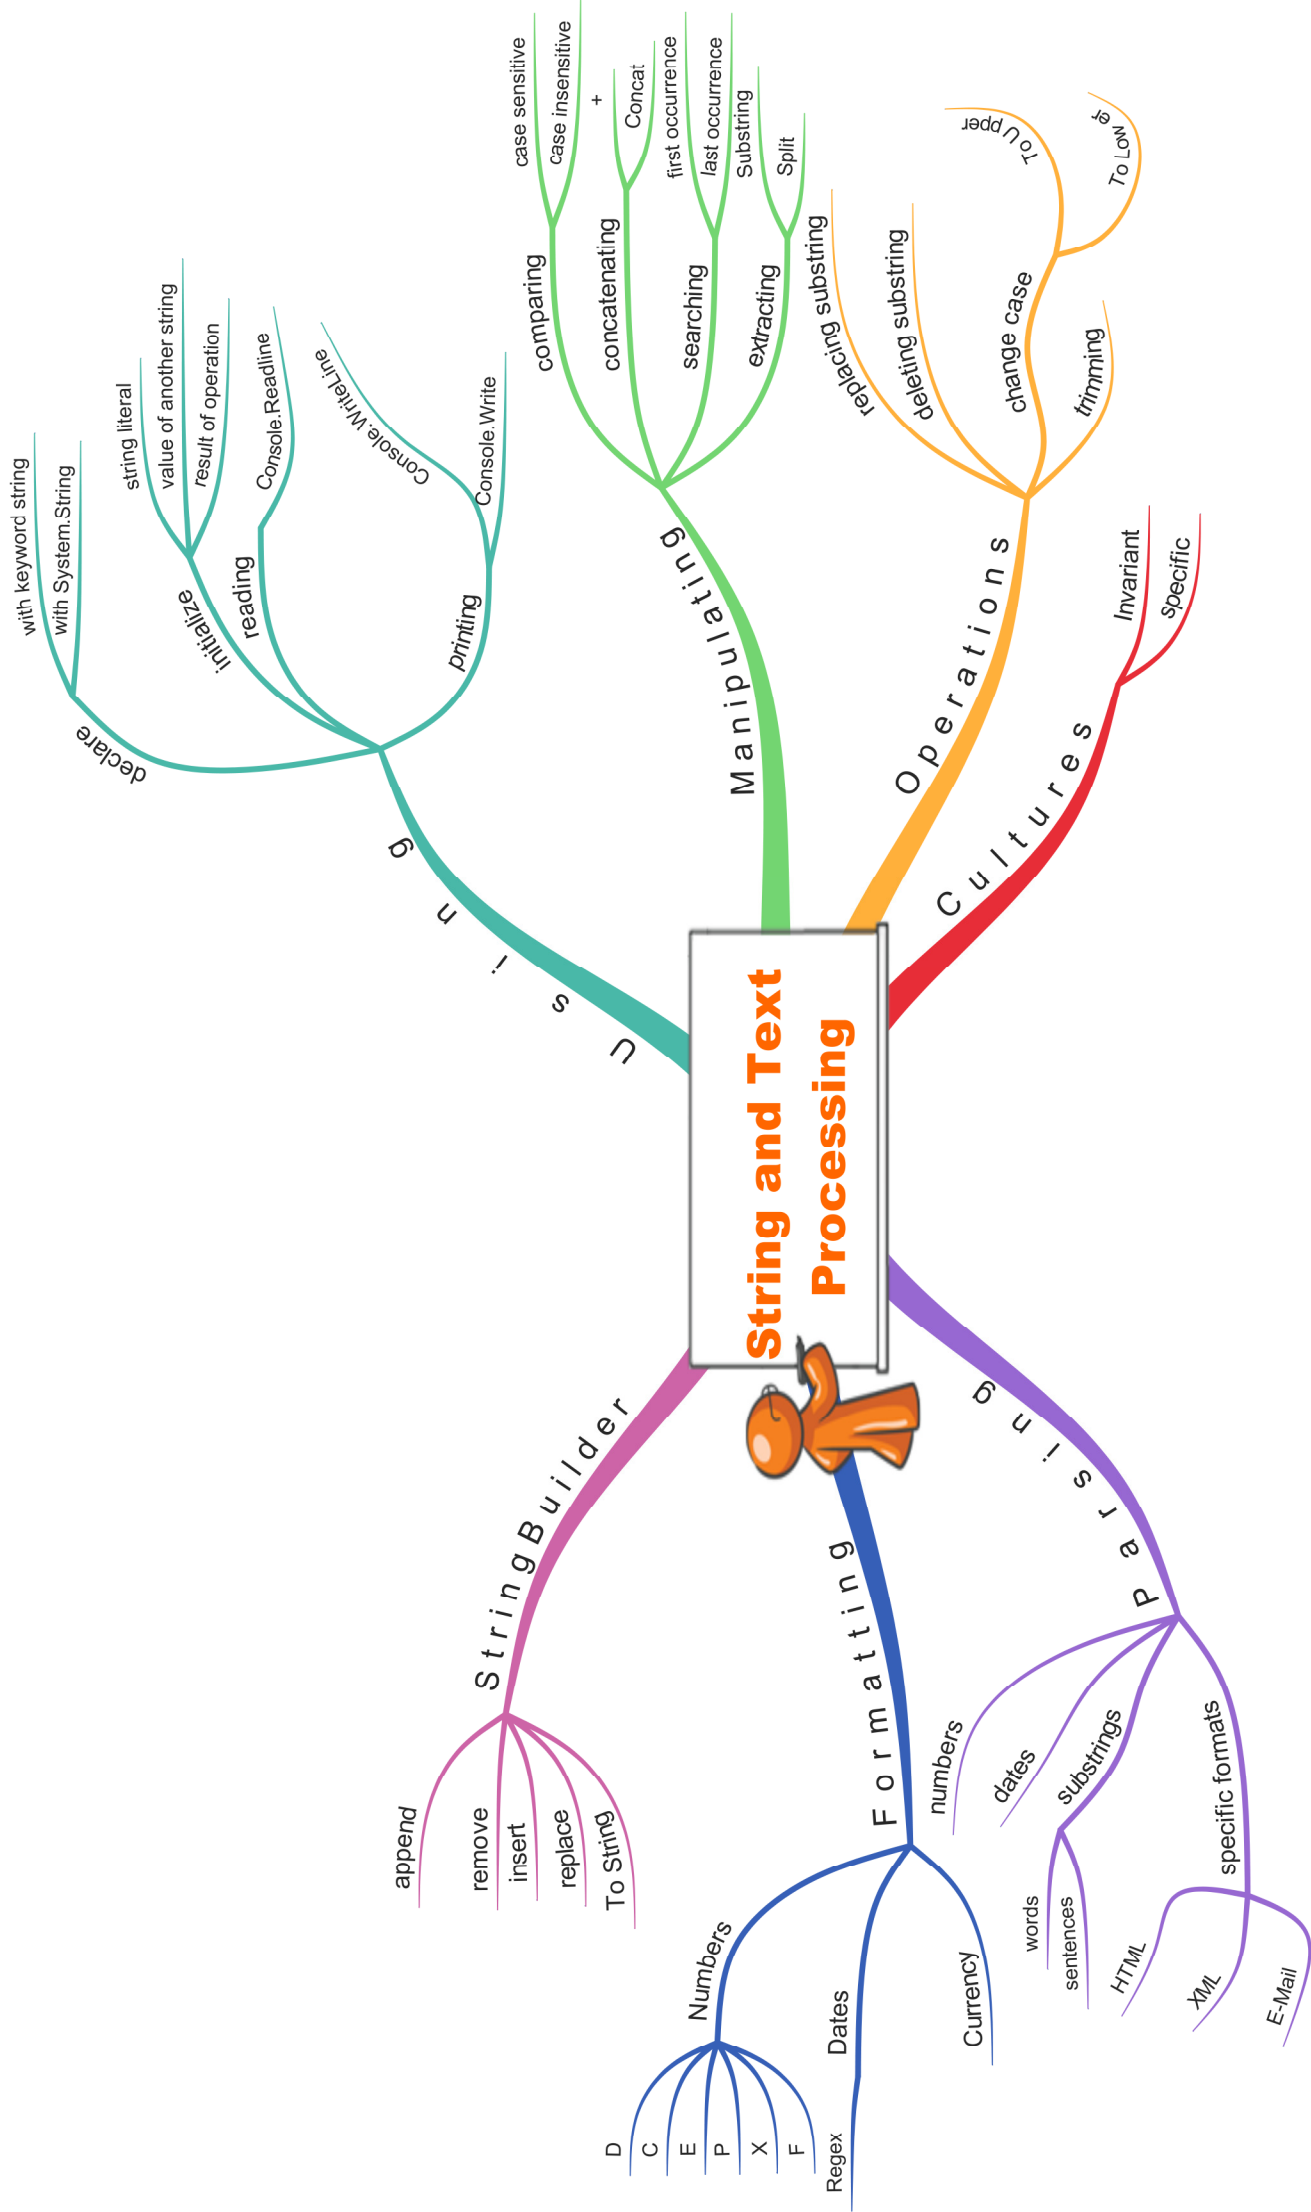 String and Text
Processing
Using
declare
with keyword string
with System.String
initialize
string literal
value of another string
result of operation
reading
Console.Readline
printing
Console.WriteLine
Console.Write
Manipulating
comparing
case sensitive
case insensitive
concatenating
+
Concat
searching
first occurrence
last occurrence
extracting
Substring
Split
Operations
replacing substring
deleting substring
change case
To Upper
To Lower
trimming
Cultures
Invariant
specific
StringBuilder
append
remove
insert
replace
To String
Formatting
Numbers
D
C
E
P
X
F
Dates
Regex
Currency
Parsing
numbers
dates
substrings
words
sentences
specific formats
HTML
XML
E-Mail